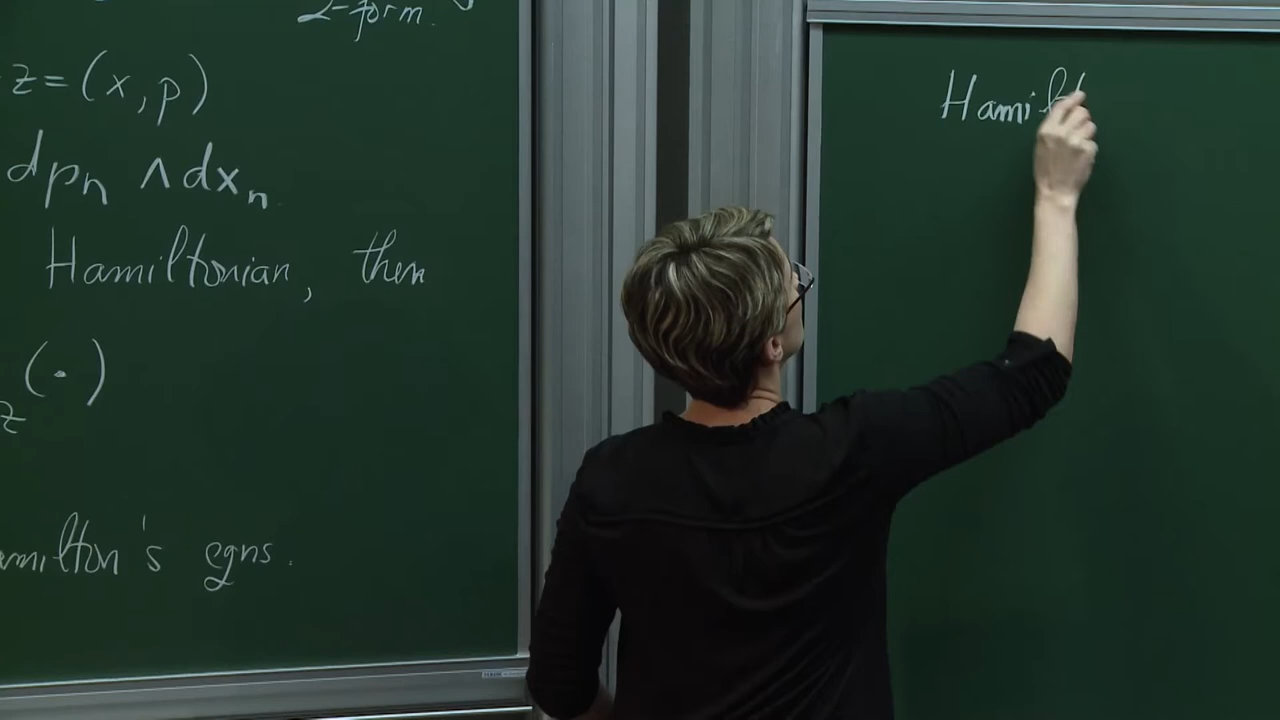 2-form.
z=(x,p)
dpₙ ∧dxₙ
Hamiltonian, then
z(·)
amilton's eqns.
Hamilt